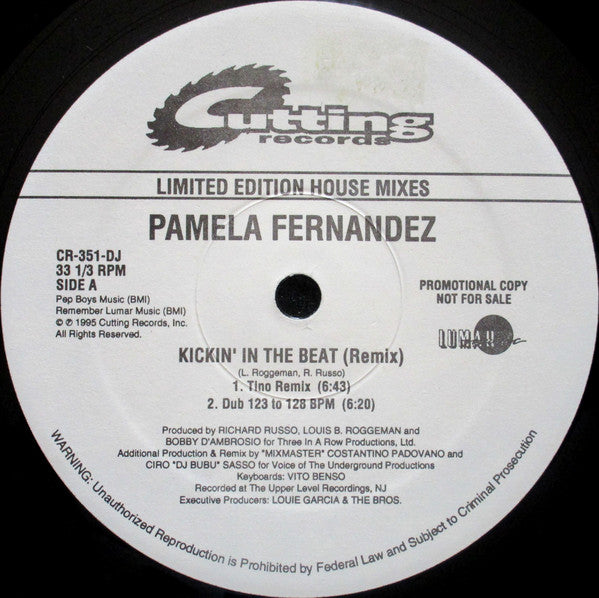 Cutting
records
LIMITED EDITION HOUSE MIXES
PAMELA FERNANDEZ
CR-351-DJ
33 1/3 RPM
SIDE A
Pep Boys Music (BMI)
Remember Lumar Music (BMI)
© ℗ 1995 Cutting Records, Inc.
All Rights Reserved.
PROMOTIONAL COPY
NOT FOR SALE
KICKIN' IN THE BEAT (Remix)
(L. Roggeman, R. Russo)
1. Tino Remix (6:43)
2. Dub 123 to 128 BPM (6:20)
Produced by RICHARD RUSSO, LOUIS B. ROGGEMAN and
BOBBY D'AMBROSIO for Three In A Row Productions, Ltd.
Additional Production & Remix by "MIXMASTER" COSTANTINO PADOVANO and
CIRO "DJ BUBU" SASSO for Voice of The Underground Productions
Keyboards: VITO BENSO
Recorded at The Upper Level Recordings, NJ
Executive Producers: LOUIE GARCIA & THE BROS.
WARNING: Unauthorized Reproduction is Prohibited by Federal Law and Subject to Criminal Prosecution